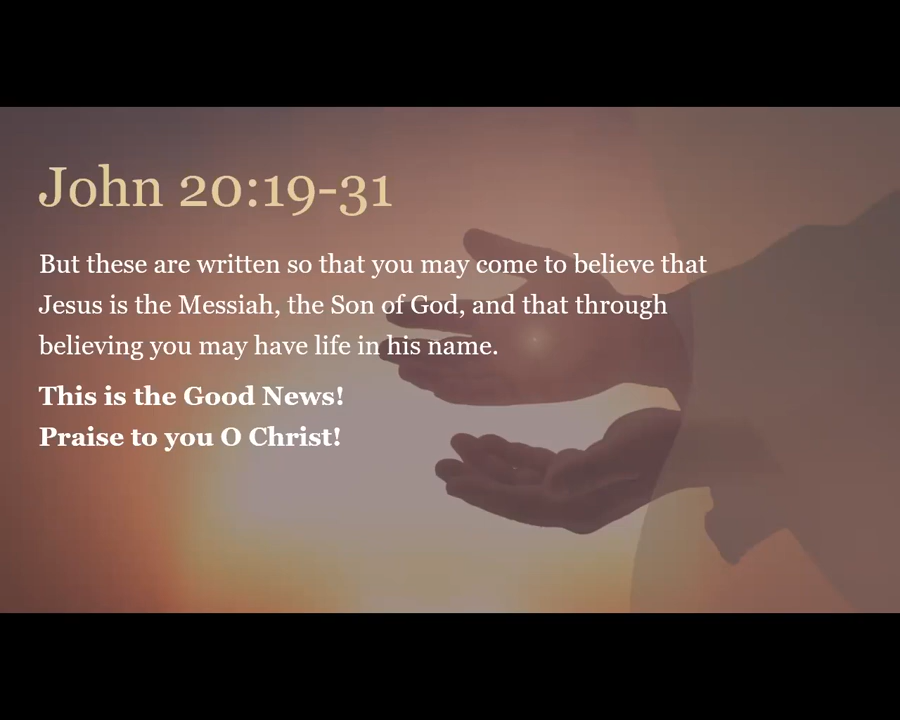 John 20:19-31
But these are written so that you may come to believe that
Jesus is the Messiah, the Son of God, and that through
believing you may have life in his name.
This is the Good News!
Praise to you O Christ!